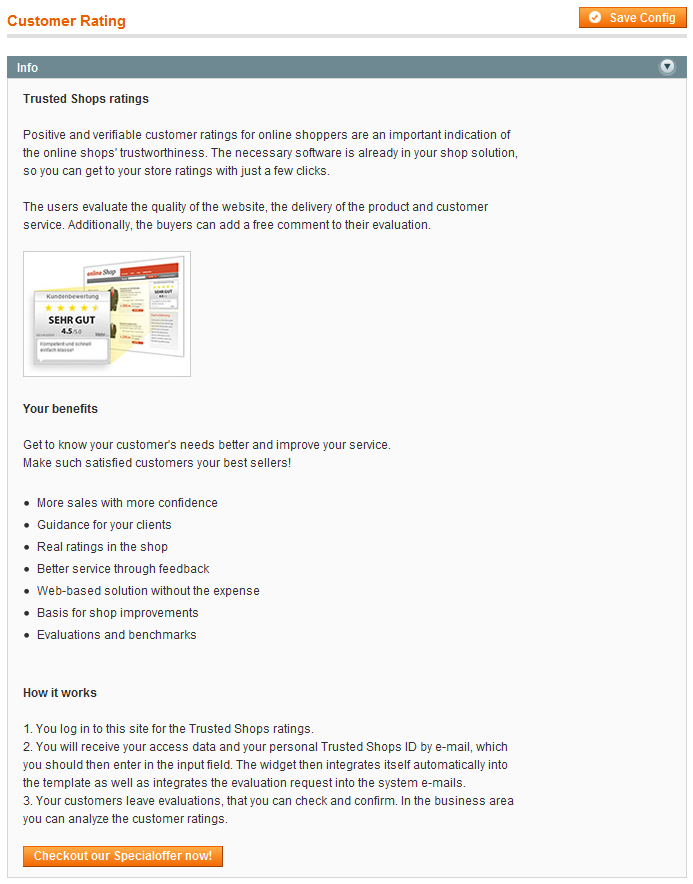 Customer Rating
Save Config
Info
Trusted Shops ratings
Positive and verifiable customer ratings for online shoppers are an important indication of
the online shops' trustworthiness. The necessary software is already in your shop solution,
so you can get to your store ratings with just a few clicks.
The users evaluate the quality of the website, the delivery of the product and customer
service. Additionally, the buyers can add a free comment to their evaluation.
online Shop
Kundenbewertung
SEHR GUT
4.5/5.0
Mehr...
Kompetent und schnell
einfach klasse!
Your benefits
Get to know your customer's needs better and improve your service.
Make such satisfied customers your best sellers!
• More sales with more confidence
• Guidance for your clients
• Real ratings in the shop
• Better service through feedback
• Web-based solution without the expense
• Basis for shop improvements
• Evaluations and benchmarks
How it works
1. You log in to this site for the Trusted Shops ratings.
2. You will receive your access data and your personal Trusted Shops ID by e-mail, which
you should then enter in the input field. The widget then integrates itself automatically into
the template as well as integrates the evaluation request into the system e-mails.
3. Your customers leave evaluations, that you can check and confirm. In the business area
you can analyze the customer ratings.
Checkout our Specialoffer now!